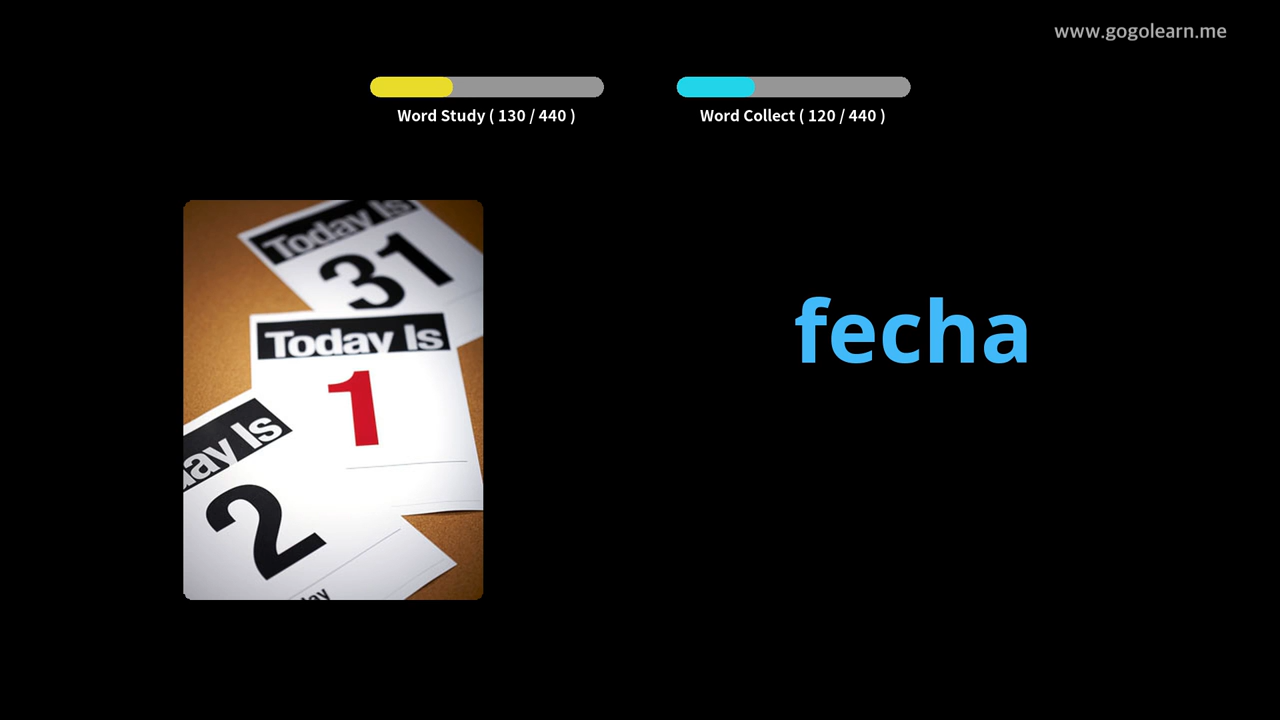 www.gogolearn.me
Word Study ( 130 / 440 )
Word Collect ( 120 / 440 )
Today Is
31
Today Is
1
ay Is
2
fecha